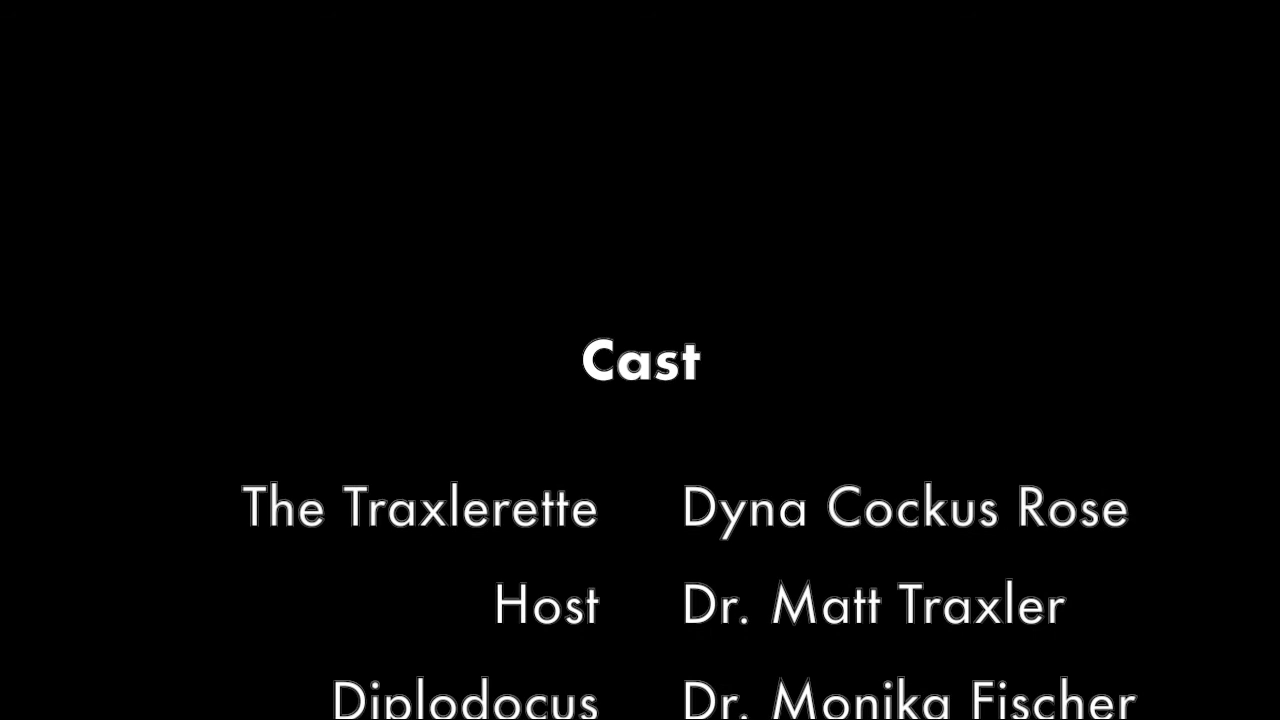 Cast
The Traxlerette Dyna Cockus Rose
Host Dr. Matt Traxler
Diplodocus Dr. Monika Fischer